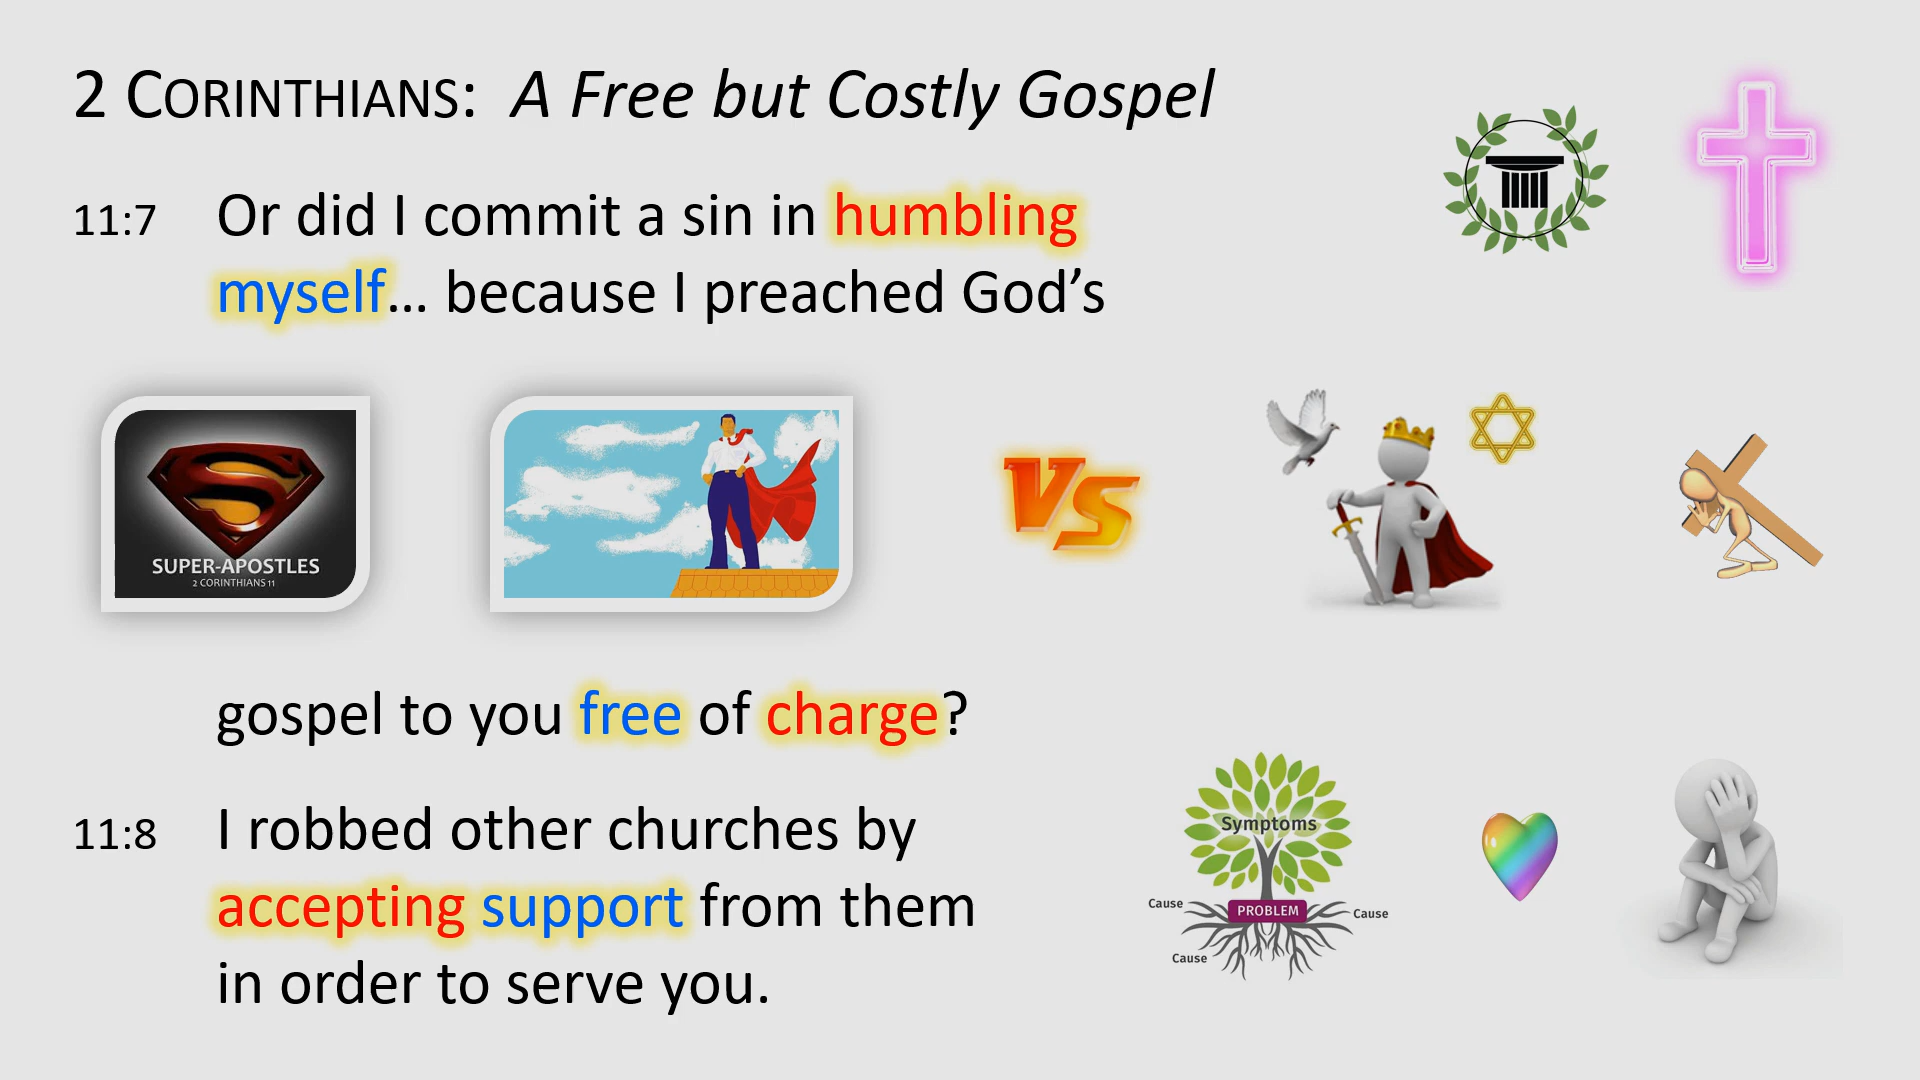 2 CORINTHIANS: A Free but Costly Gospel
11:7 Or did I commit a sin in humbling
myself… because I preached God’s
SUPER-APOSTLES
2 CORINTHIANS 11
VS
gospel to you free of charge?
11:8 I robbed other churches by
accepting support from them
in order to serve you.
Symptoms
Cause
PROBLEM
Cause
Cause